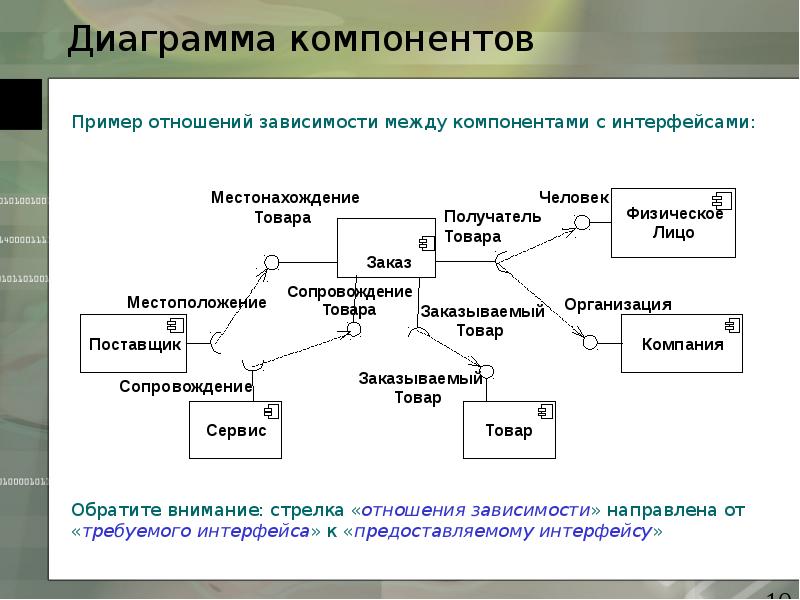 Диаграмма компонентов
Пример отношений зависимости между компонентами с интерфейсами:
Местонахождение
Товара
Человек
Получатель
Товара
Физическое
Лицо
Заказ
Местоположение
Сопровождение
Товара
Заказываемый
Товар
Организация
Поставщик
Компания
Сопровождение
Заказываемый
Товар
Сервис
Товар
Обратите внимание: стрелка «отношения зависимости» направлена от
«требуемого интерфейса» к «предоставляемому интерфейсу»